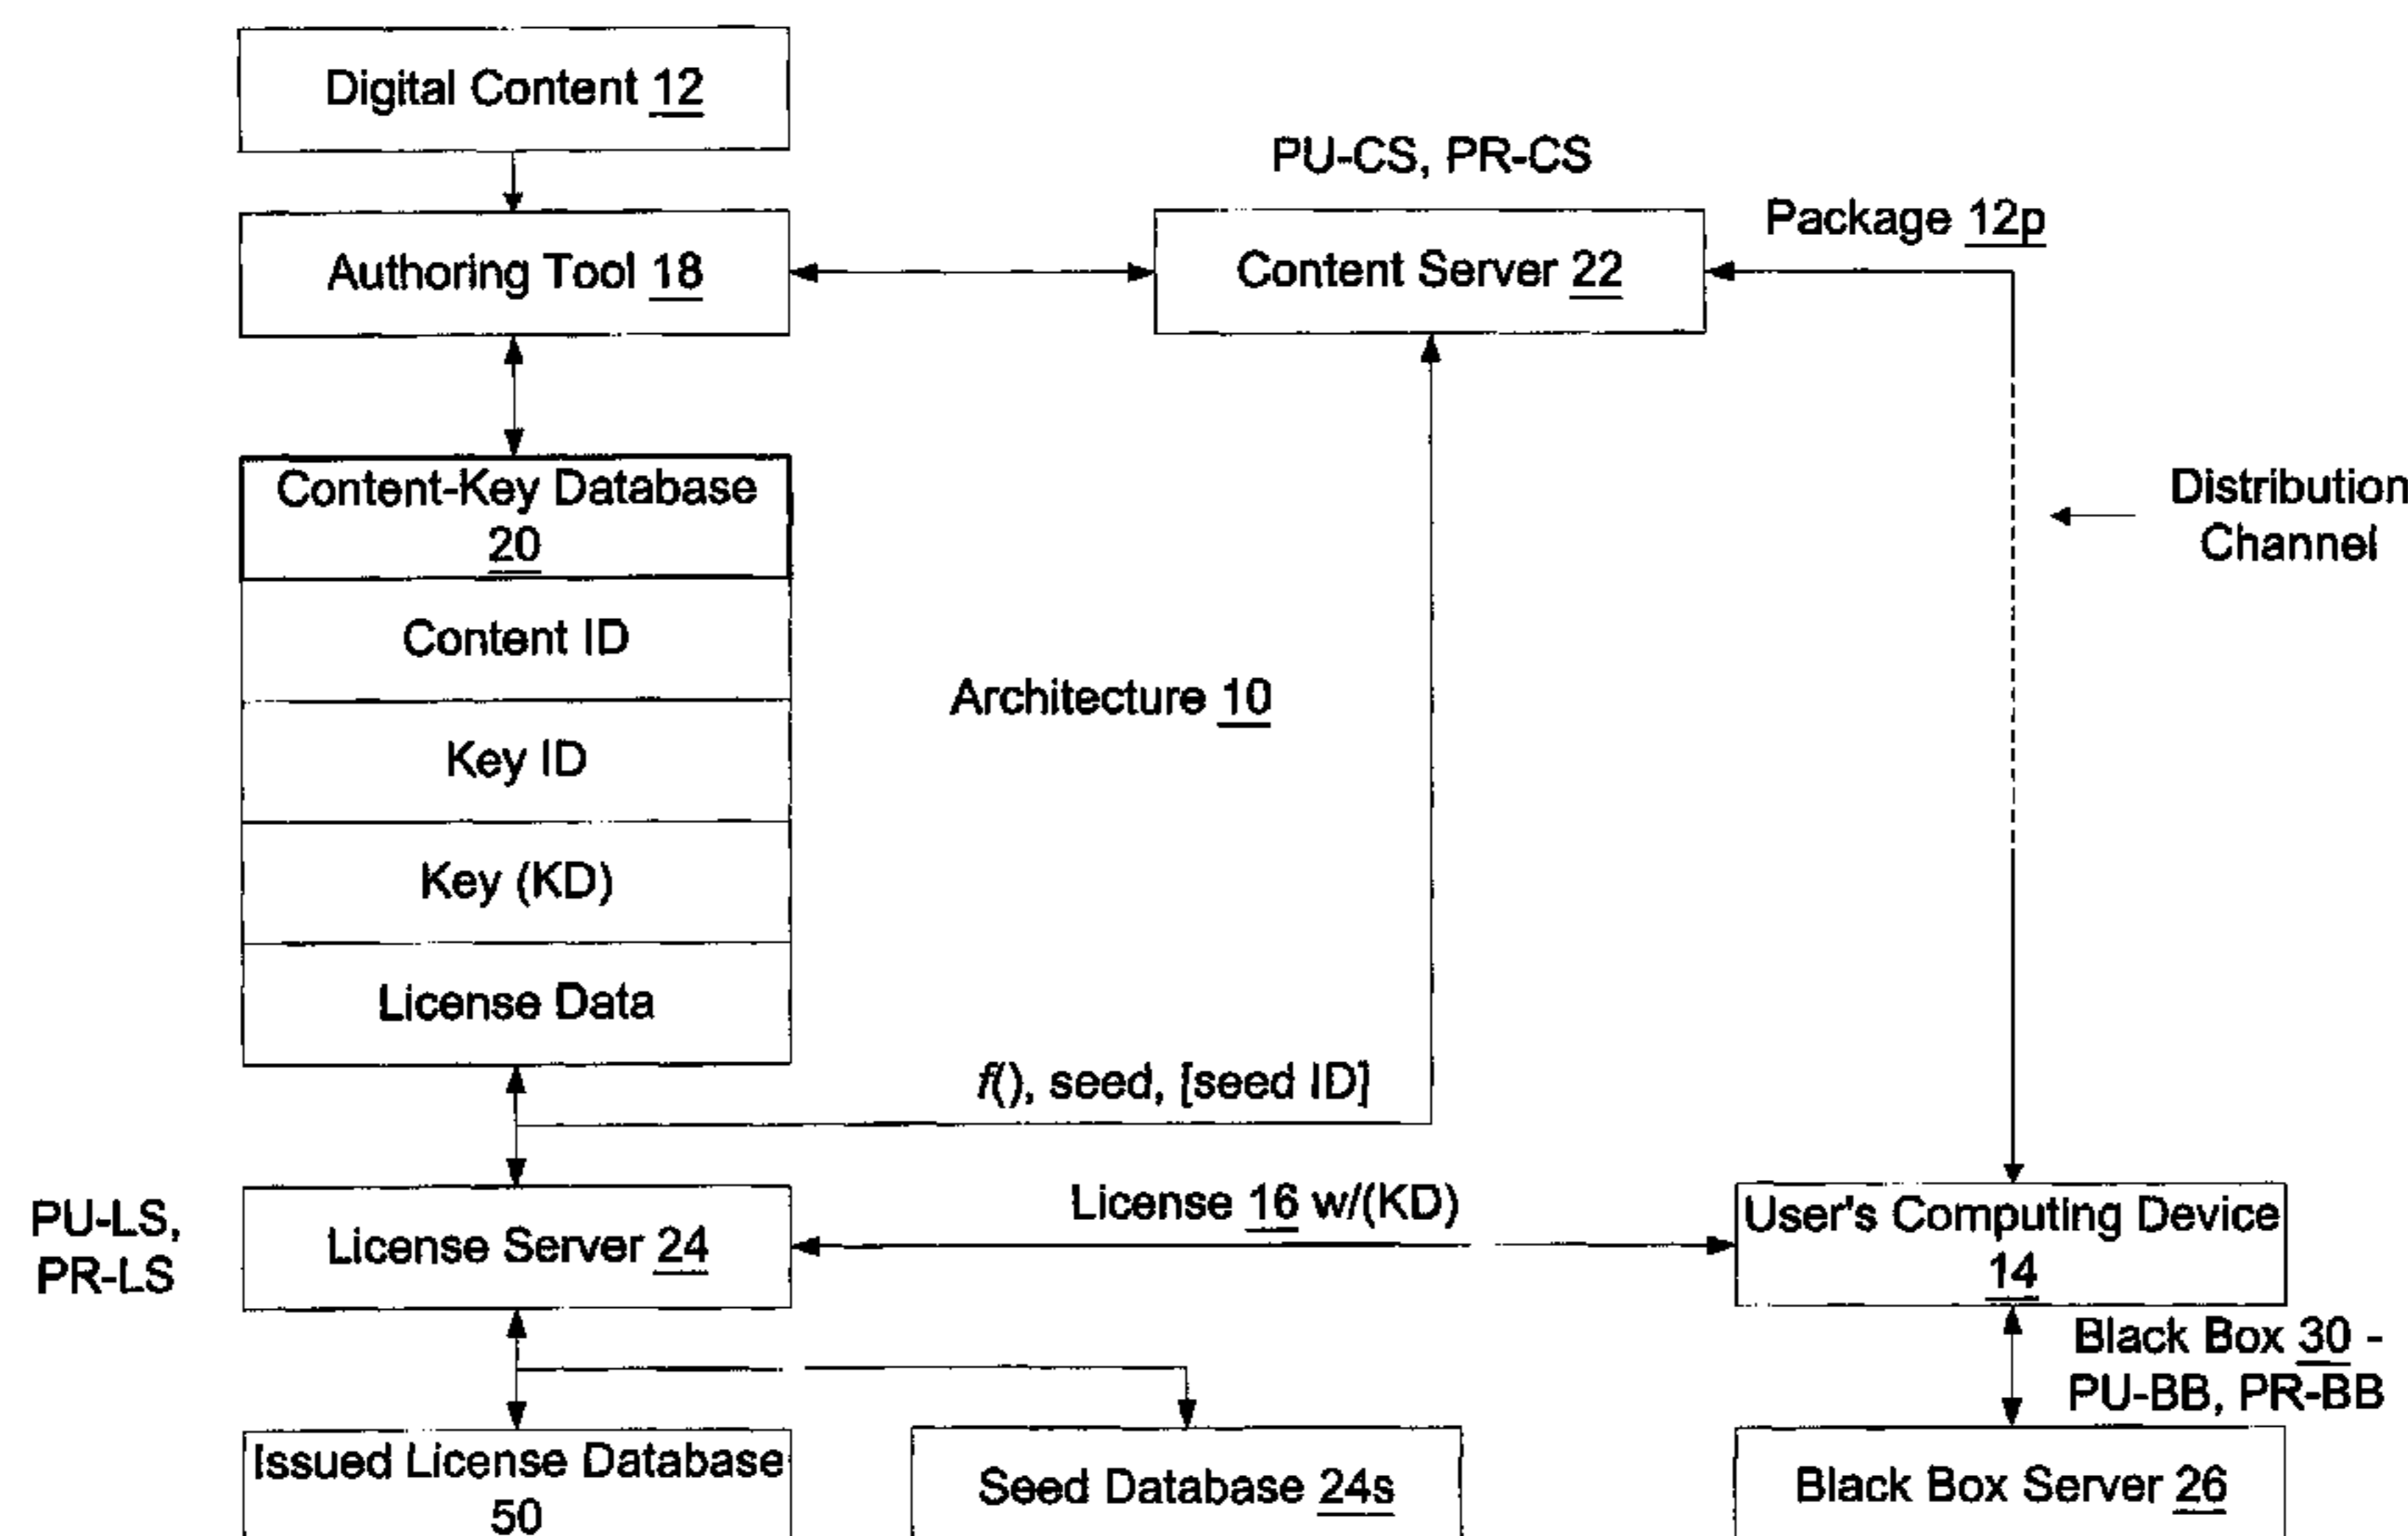 Digital Content 12
PU-CS, PR-CS
Package 12p
Authoring Tool 18
Content Server 22
Content-Key Database
20
Distribution
Channel
Content ID
Architecture 10
Key ID
Key (KD)
License Data
f(), seed, [seed ID]
PU-LS,
PR-LS
License Server 24
License 16 w/(KD)
User's Computing Device
14
Black Box 30 -
PU-BB, PR-BB
Issued License Database
50
Seed Database 24s
Black Box Server 26